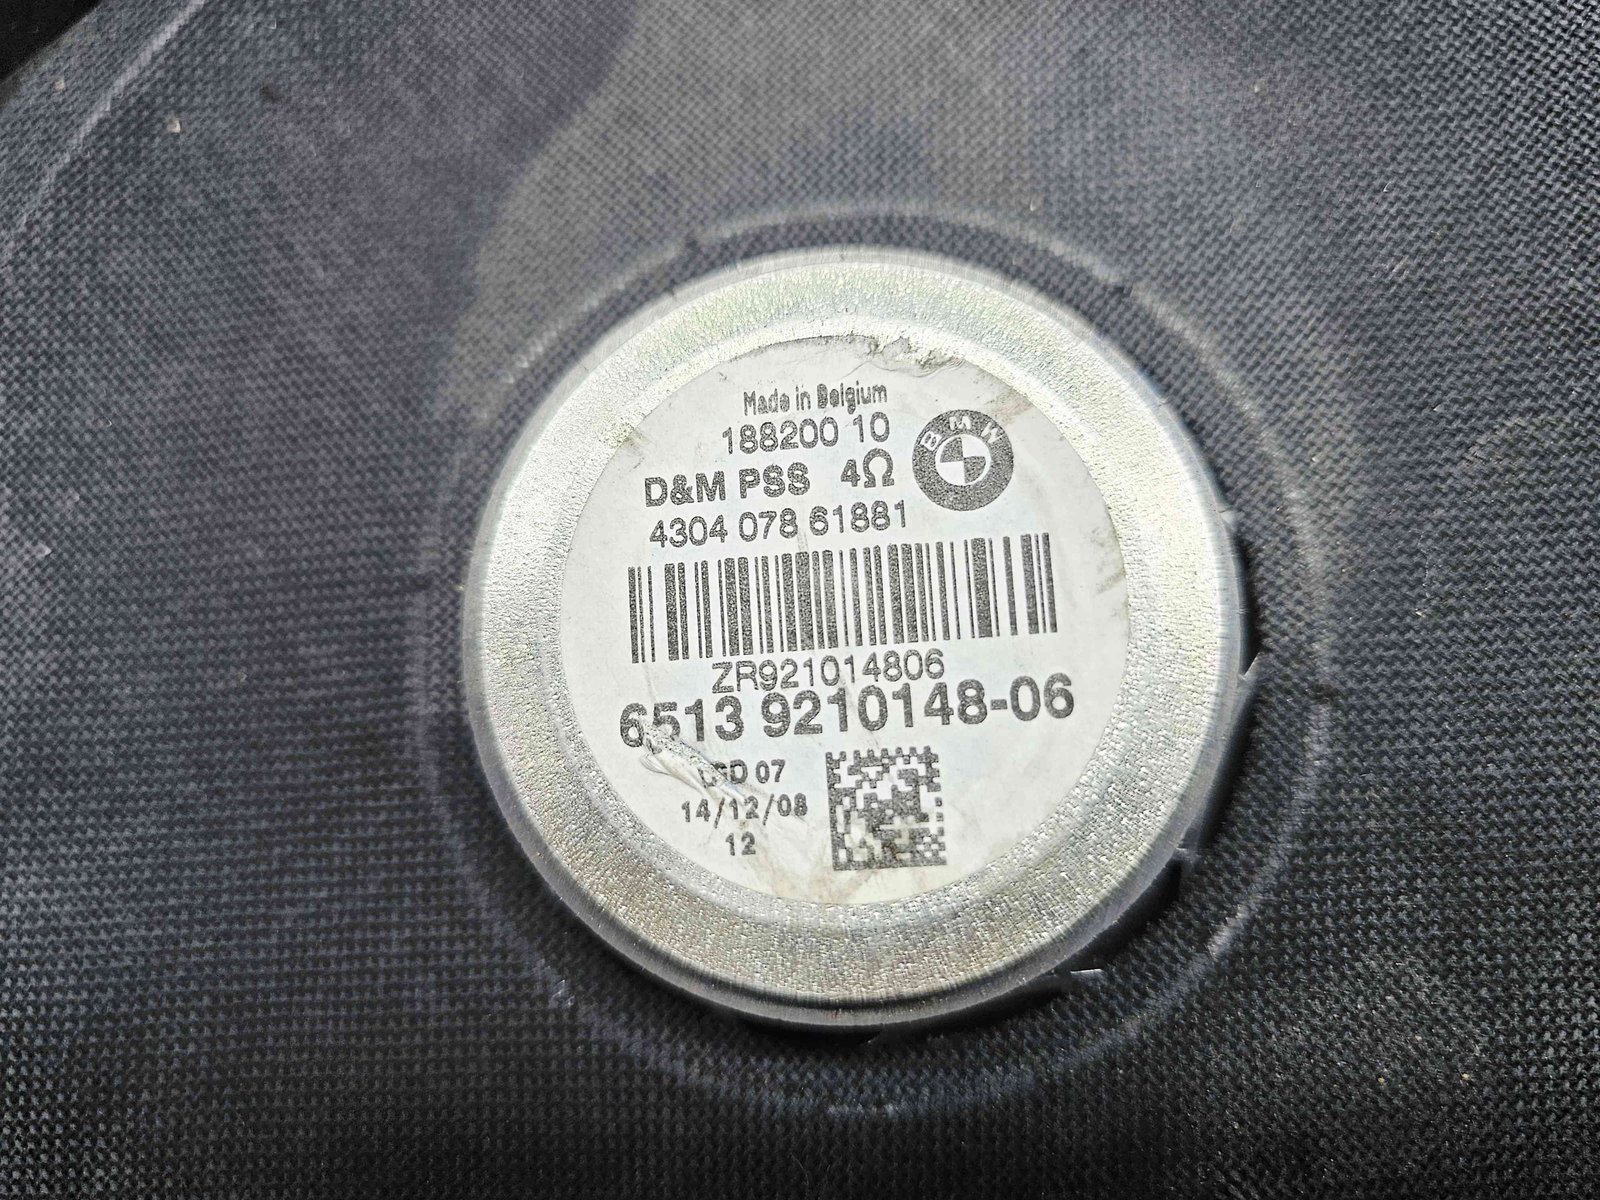 Made in Belgium
188200 10
BMW
D&M PSS 4Ω
4304 078 61881
ZR921014806
6513 9210148-06
07
14/12/08
12